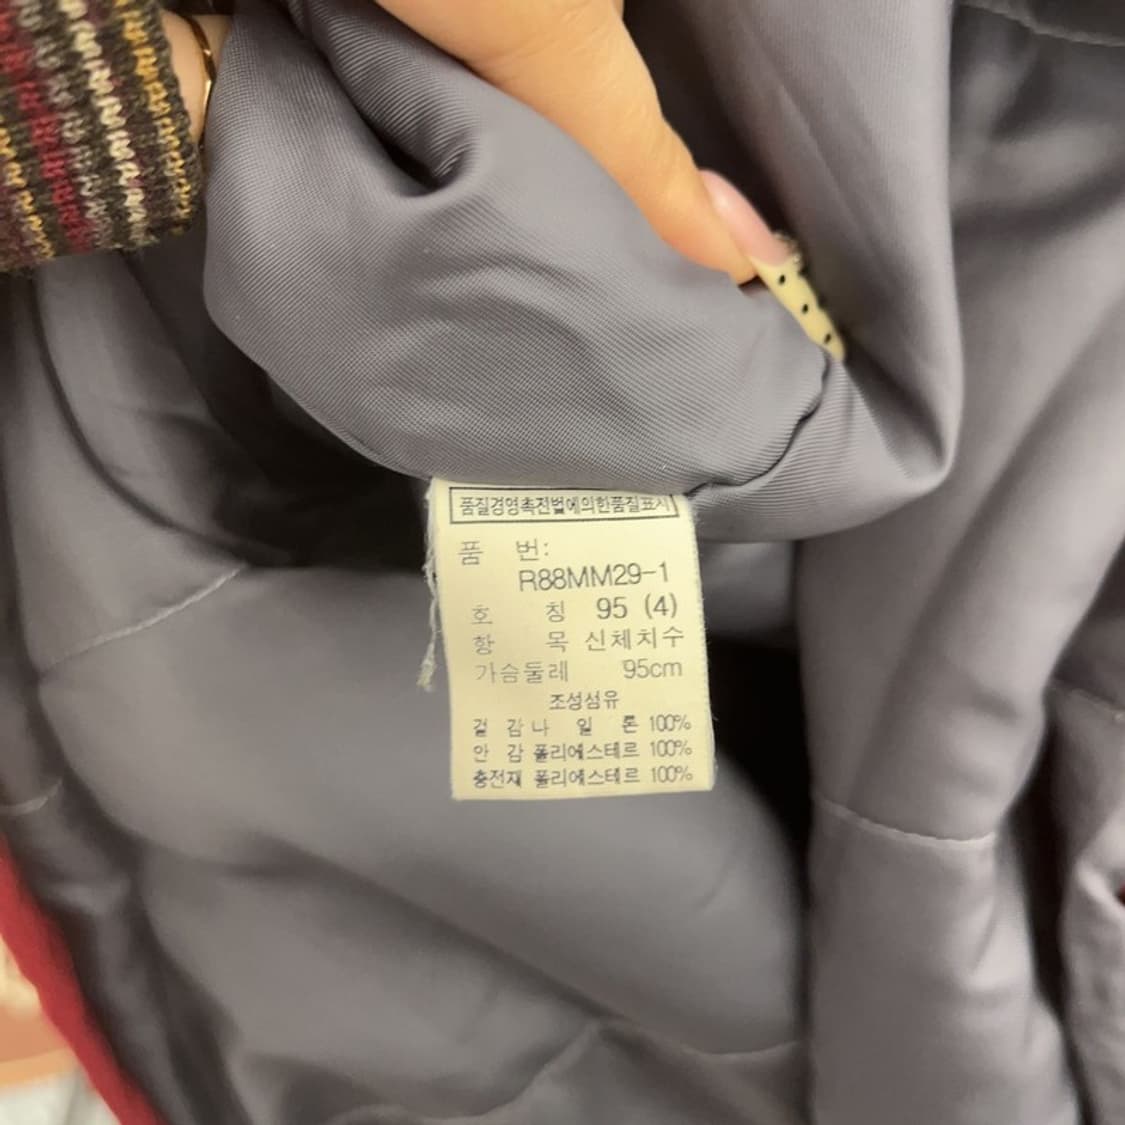 품질경영촉진법에의한품질표시
품 번:
R88MM29-1
호 칭 95 (4)
항 목 신체치수
가슴둘레 95cm
조성섬유
겉 감 나 일 론 100%
안 감 폴리에스테르 100%
충전재 폴리에스테르 100%